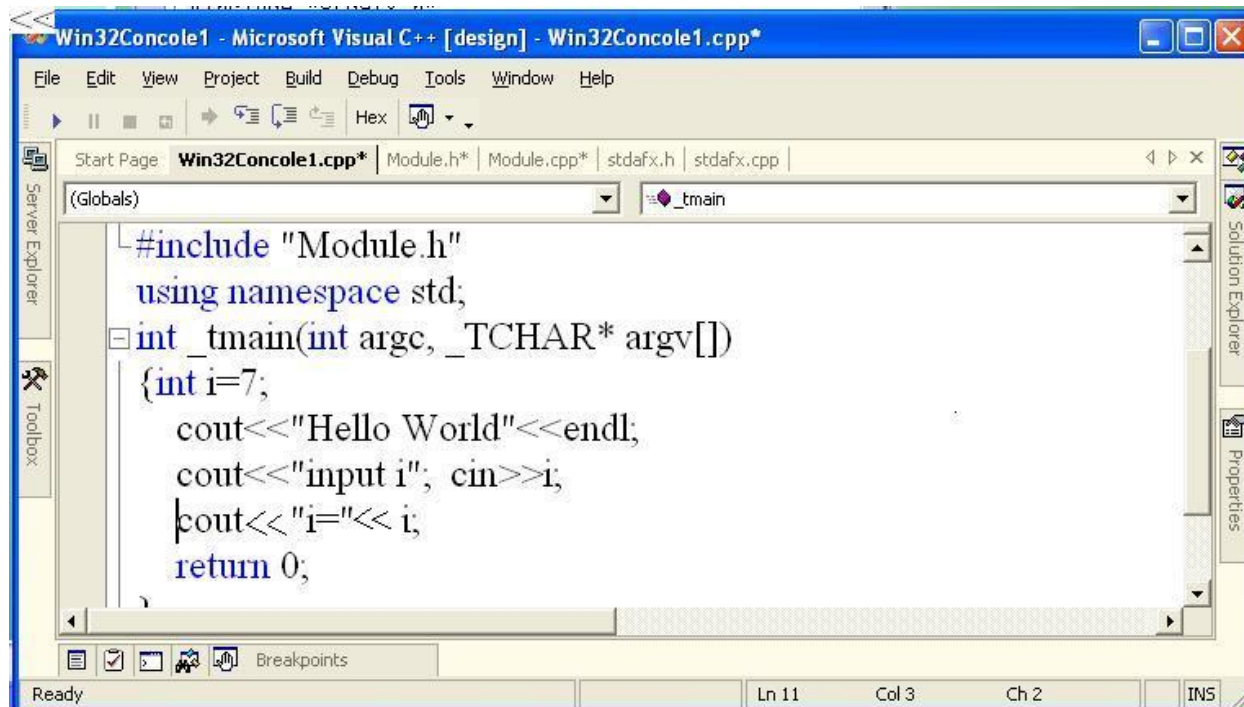 <<
Win32Concole1 - Microsoft Visual C++ [design] - Win32Concole1.cpp*
File Edit View Project Build Debug Tools Window Help
Hex
Start Page Win32Concole1.cpp* Module.h* Module.cpp* stdafx.h stdafx.cpp
(Globals) _tmain
Server Explorer
Toolbox
#include "Module.h"
using namespace std;
int _tmain(int argc, _TCHAR* argv[])
{int i=7;
cout<<"Hello World"<<endl;
cout<<"input i"; cin>>i;
cout<<"i="<< i;
return 0;
}
Solution Explorer
Properties
Breakpoints
Ready Ln 11 Col 3 Ch 2 INS